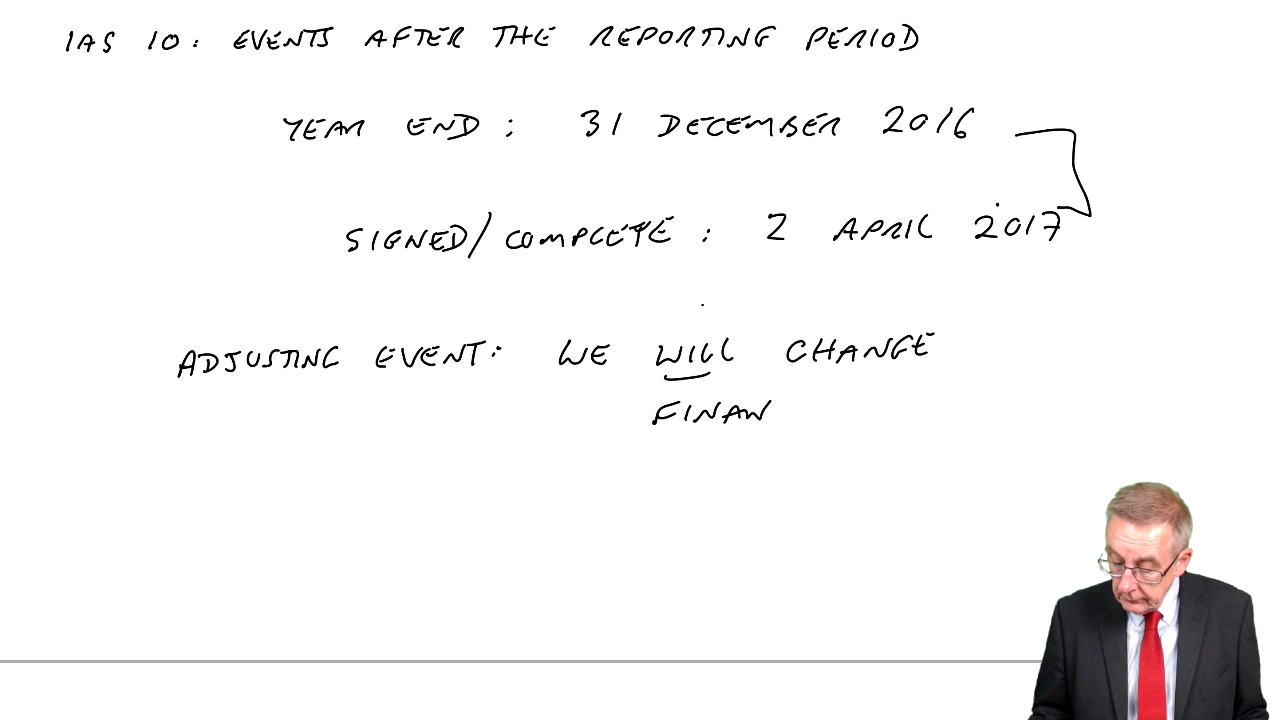 IAS 10: EVENTS AFTER THE REPORTING PERIOD
YEAR END : 31 DECEMBER 2016
SIGNED/COMPLETE : 2 APRIL 2017
ADJUSTING EVENT: WE WILL CHANGE
FINAN